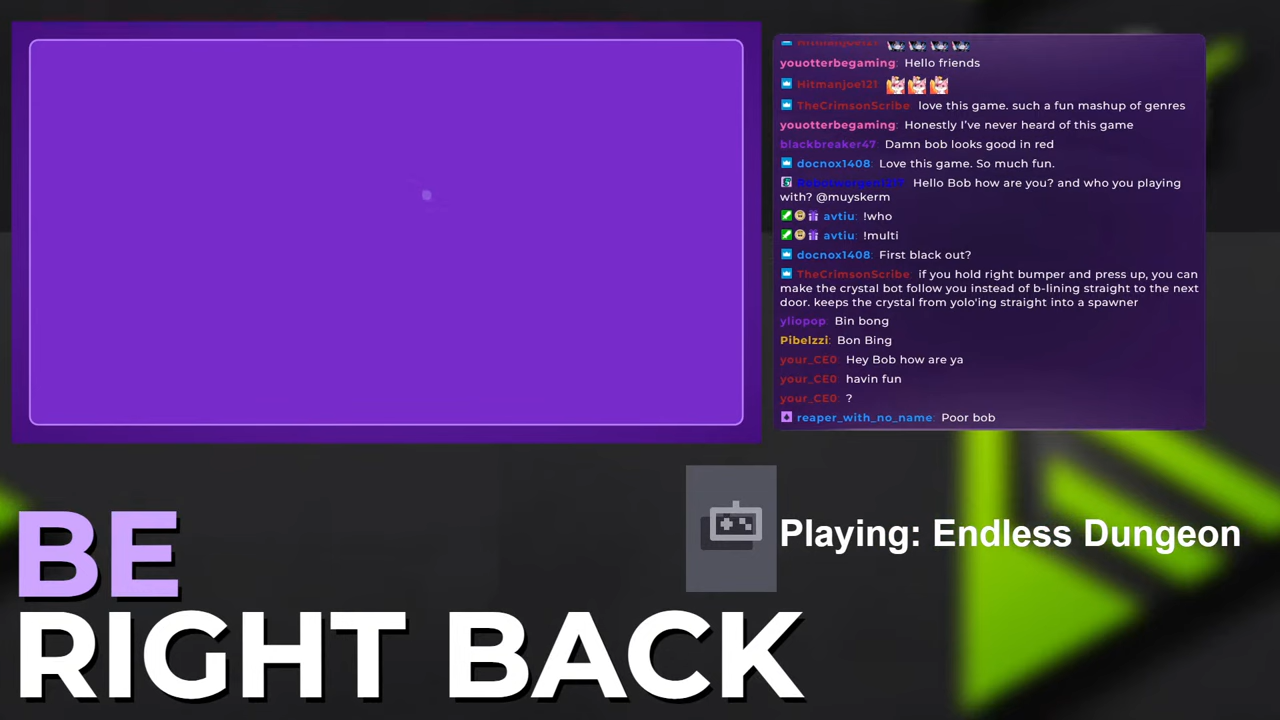 Hitmanjoe121:
youotterbegaming: Hello friends
Hitmanjoe121:
TheCrimsonScribe: love this game. such a fun mashup of genres
youotterbegaming: Honestly I've never heard of this game
blackbreaker47: Damn bob looks good in red
docnox1408: Love this game. So much fun.
Hello Bob how are you? and who you playing
with? @muyskerm
avtiu: !who
avtiu: !multi
docnox1408: First black out?
TheCrimsonScribe: if you hold right bumper and press up, you can
make the crystal bot follow you instead of b-lining straight to the next
door. keeps the crystal from yolo'ing straight into a spawner
yliopop: Bin bong
Pibelzzi: Bon Bing
your_CE0: Hey Bob how are ya
your_CE0: havin fun
your_CE0: ?
reaper_with_no_name: Poor bob
Playing: Endless Dungeon
BE
RIGHT BACK